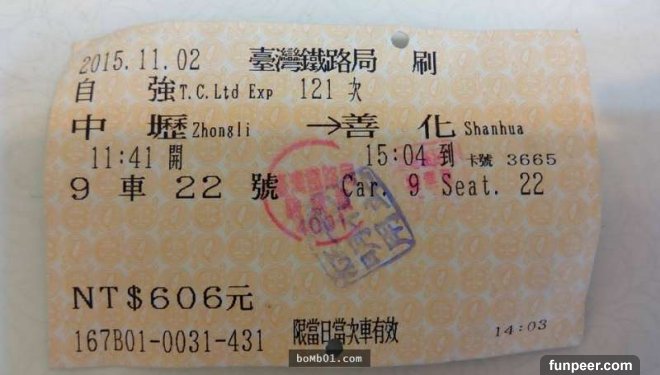 2015.11.02 臺灣鐵路局 刷
自 強 T.C.Ltd Exp 121 次
中 壢 Zhongli →善 化 Shanhua
11:41 開 15:04 到 卡號 3665
9 車 22 號 Car. 9 Seat. 22
NT$606元
167B01-0031-431 限當日當次車有效 14:03
boMb01.com
funpeer.com